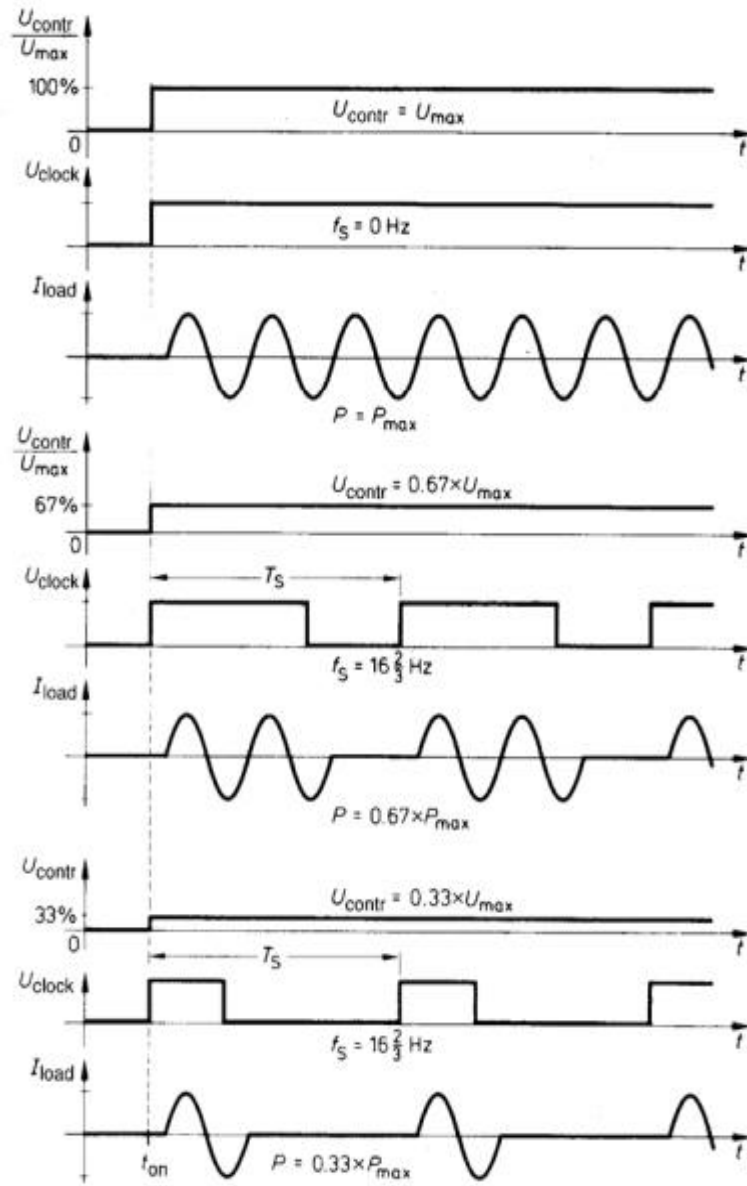 U_contr
U_max
100%
U_contr = U_max
0
t
U_clock
f_S = 0 Hz
t
I_load
t
P = P_max
U_contr
U_max
67%
U_contr = 0.67×U_max
0
t
U_clock
T_S
f_S = 16 2/3 Hz
t
I_load
t
P = 0.67×P_max
U_contr
33%
U_contr = 0.33×U_max
0
t
T_S
U_clock
f_S = 16 2/3 Hz
t
I_load
t
t_on
P = 0.33×P_max